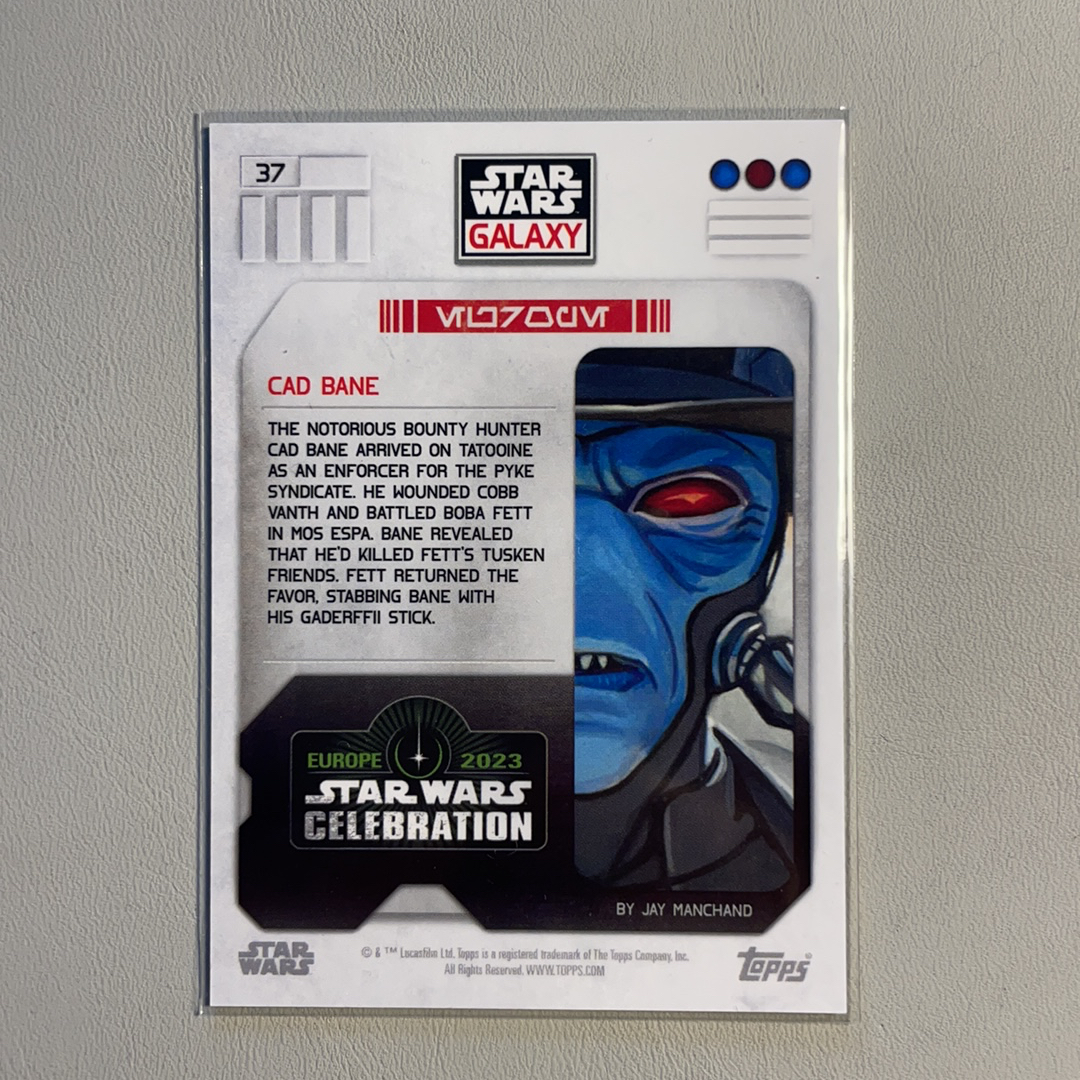 37
STAR
WARS
GALAXY
CAD BANE
THE NOTORIOUS BOUNTY HUNTER
CAD BANE ARRIVED ON TATOOINE
AS AN ENFORCER FOR THE PYKE
SYNDICATE. HE WOUNDED COBB
VANTH AND BATTLED BOBA FETT
IN MOS ESPA. BANE REVEALED
THAT HE'D KILLED FETT'S TUSKEN
FRIENDS. FETT RETURNED THE
FAVOR, STABBING BANE WITH
HIS GADERFFII STICK.
EUROPE 2023
STAR WARS
CELEBRATION
BY JAY MANCHAND
STAR
WARS
© & ™ Lucasfilm Ltd. Topps is a registered trademark of The Topps Company, Inc.
All Rights Reserved. WWW.TOPPS.COM
Topps®